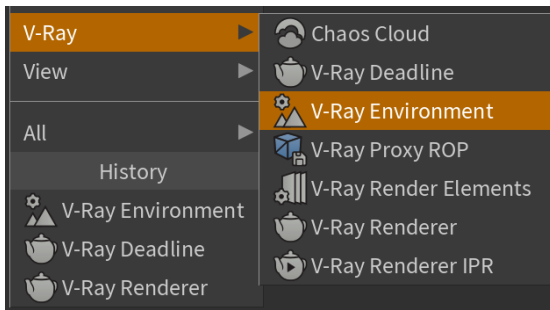 V-Ray
View
All
History
V-Ray Environment
V-Ray Deadline
V-Ray Renderer
Chaos Cloud
V-Ray Deadline
V-Ray Environment
V-Ray Proxy ROP
V-Ray Render Elements
V-Ray Renderer
V-Ray Renderer IPR